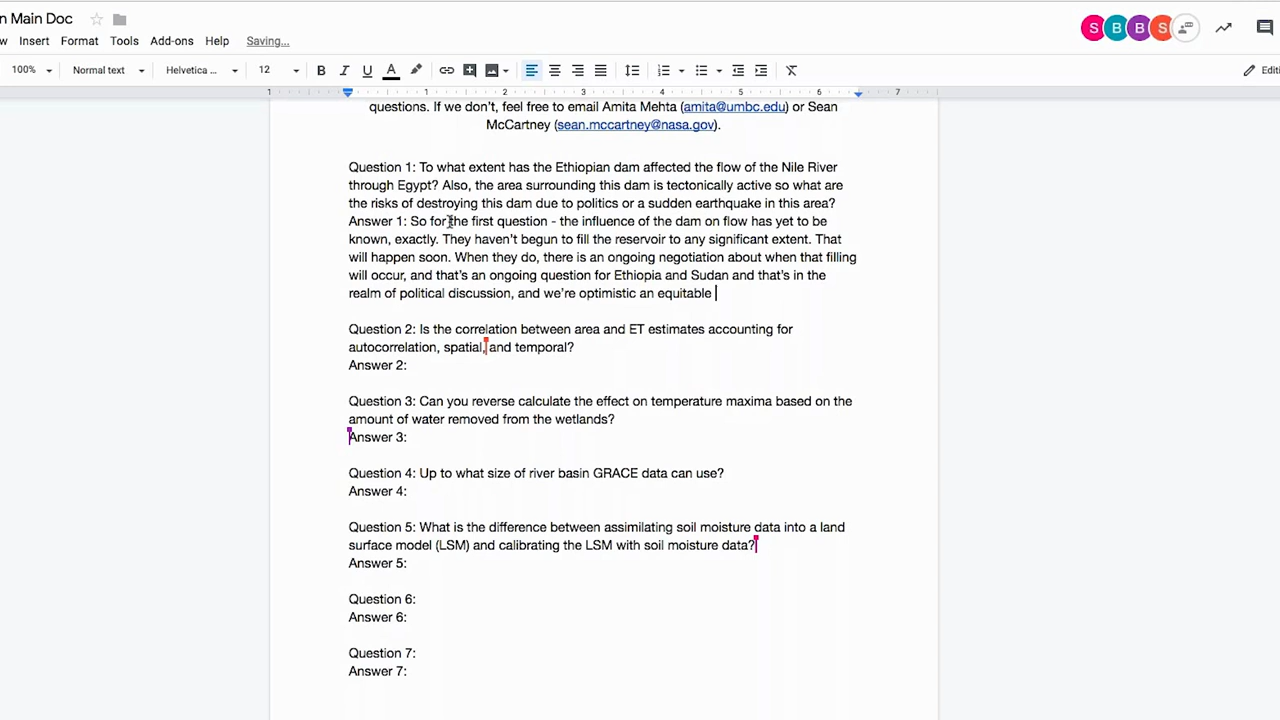 n Main Doc
w Insert Format Tools Add-ons Help Saving...
S B B S
100% Normal text Helvetica ... 12 B I U A Editi
1 1 2 3 4 5 6 7
questions. If we don't, feel free to email Amita Mehta (amita@umbc.edu) or Sean
McCartney (sean.mccartney@nasa.gov).
Question 1: To what extent has the Ethiopian dam affected the flow of the Nile River
through Egypt? Also, the area surrounding this dam is tectonically active so what are
the risks of destroying this dam due to politics or a sudden earthquake in this area?
Answer 1: So for the first question - the influence of the dam on flow has yet to be
known, exactly. They haven't begun to fill the reservoir to any significant extent. That
will happen soon. When they do, there is an ongoing negotiation about when that filling
will occur, and that's an ongoing question for Ethiopia and Sudan and that's in the
realm of political discussion, and we're optimistic an equitable
Question 2: Is the correlation between area and ET estimates accounting for
autocorrelation, spatial, and temporal?
Answer 2:
Question 3: Can you reverse calculate the effect on temperature maxima based on the
amount of water removed from the wetlands?
Answer 3:
Question 4: Up to what size of river basin GRACE data can use?
Answer 4:
Question 5: What is the difference between assimilating soil moisture data into a land
surface model (LSM) and calibrating the LSM with soil moisture data?
Answer 5:
Question 6:
Answer 6:
Question 7:
Answer 7: